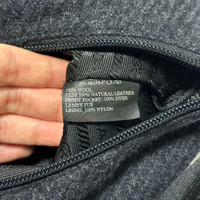 100% WOOL
TRIM 100% NATURAL LEATHER
FRONT POCKET: 100% DYED
LAMB'S FUR
LINING: 100% NYLON